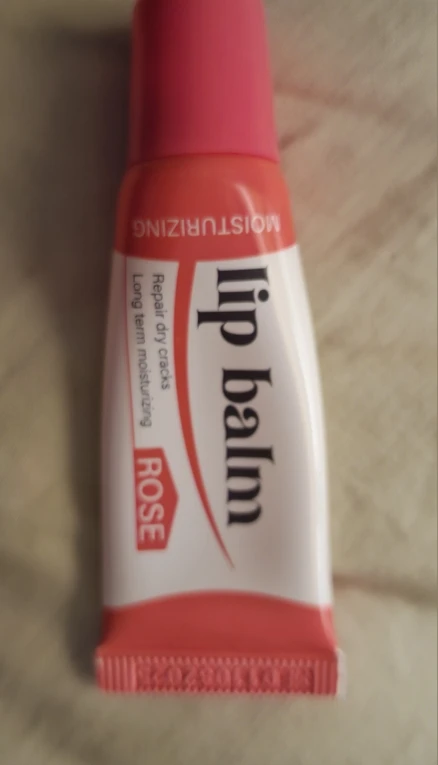 MOISTURIZING
lip balm
Repair dry cracks
Long term moisturizing
ROSE